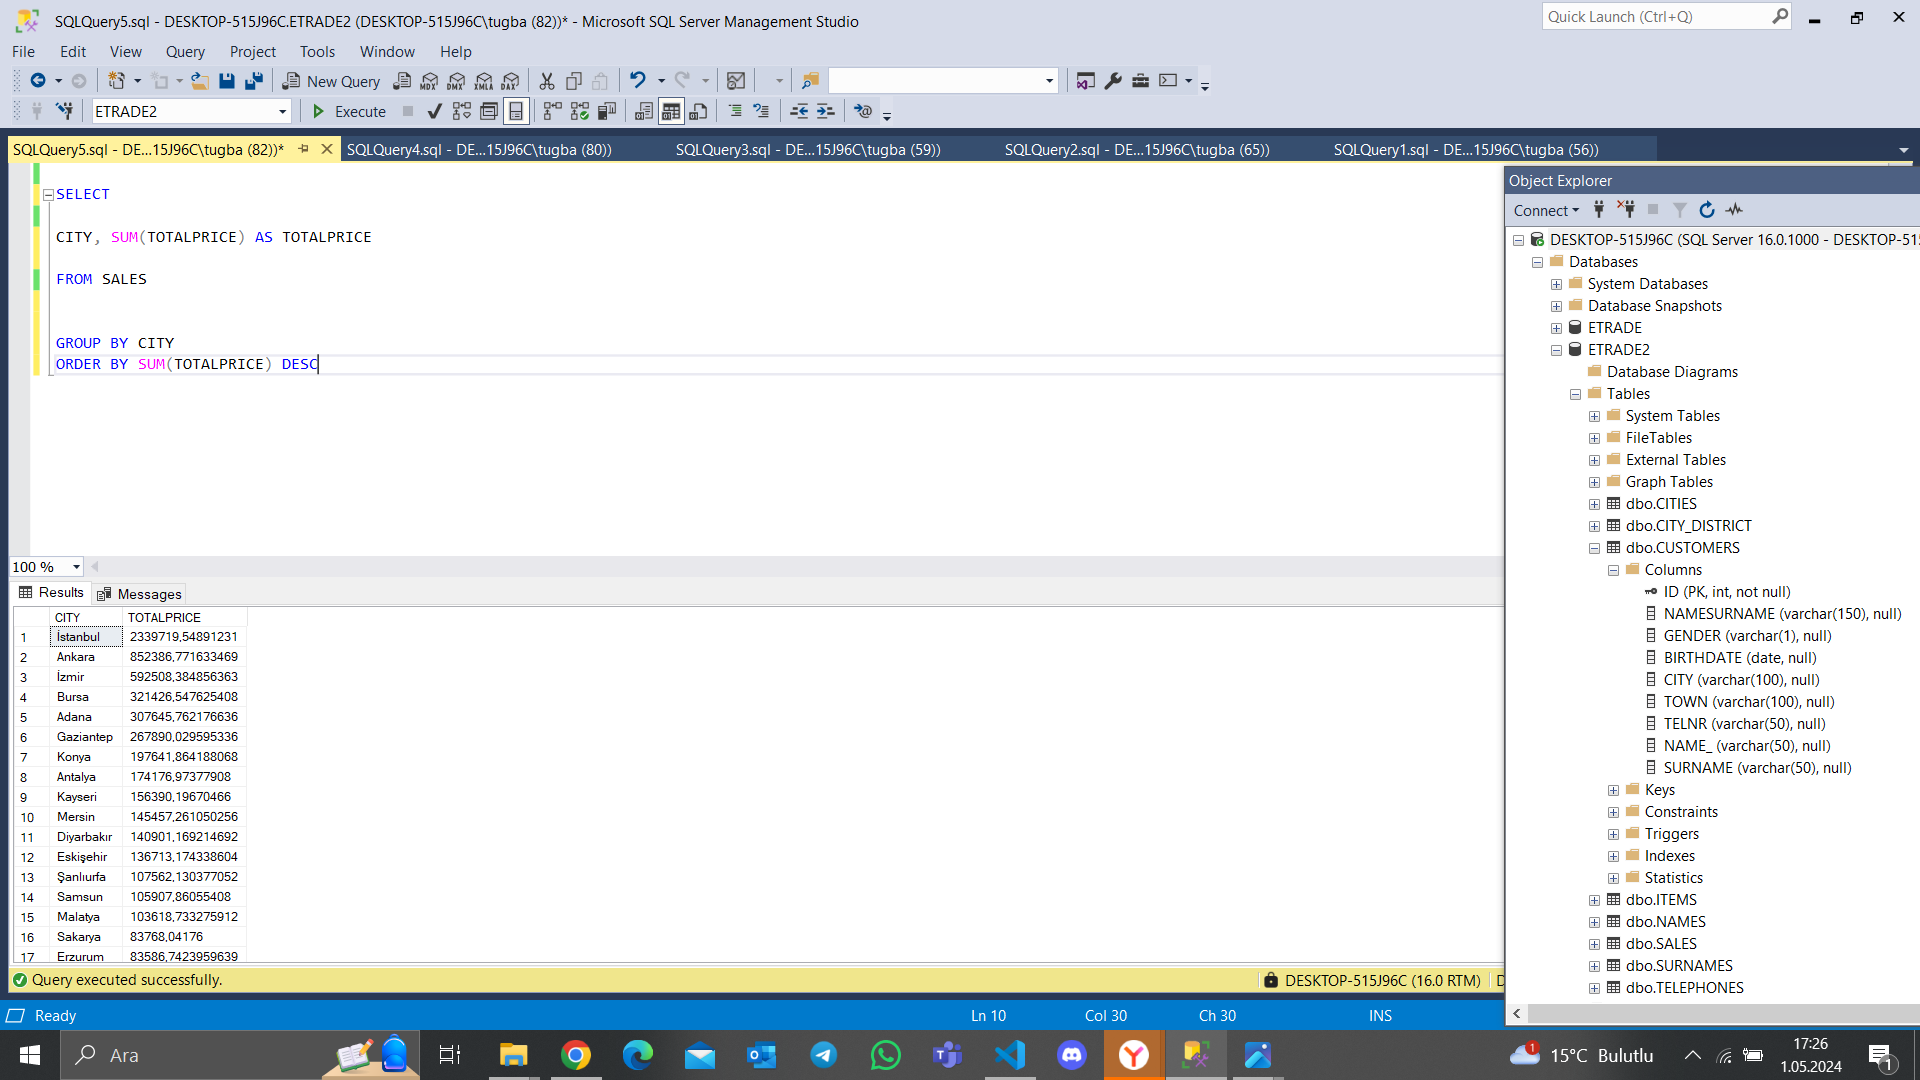 SQLQuery5.sql - DESKTOP-515J96C.ETRADE2 (DESKTOP-515J96C\tugba (82))* - Microsoft SQL Server Management Studio
Quick Launch (Ctrl+Q)
File Edit View Query Project Tools Window Help
New Query MDX DMX XMLA DAX
ETRADE2 Execute
SQLQuery5.sql - DE...15J96C\tugba (82))* SQLQuery4.sql - DE...15J96C\tugba (80)) SQLQuery3.sql - DE...15J96C\tugba (59)) SQLQuery2.sql - DE...15J96C\tugba (65)) SQLQuery1.sql - DE...15J96C\tugba (56))
SELECT
CITY, SUM(TOTALPRICE) AS TOTALPRICE
FROM SALES
GROUP BY CITY
ORDER BY SUM(TOTALPRICE) DESC
100 %
Results Messages
CITY TOTALPRICE
1 İstanbul 2339719,54891231
2 Ankara 852386,771633469
3 İzmir 592508,384856363
4 Bursa 321426,547625408
5 Adana 307645,762176636
6 Gaziantep 267890,029595336
7 Konya 197641,864188068
8 Antalya 174176,97377908
9 Kayseri 156390,19670466
10 Mersin 145457,261050256
11 Diyarbakır 140901,169214692
12 Eskişehir 136713,174338604
13 Şanlıurfa 107562,130377052
14 Samsun 105907,86055408
15 Malatya 103618,733275912
16 Sakarya 83768,04176
17 Erzurum 83586,7423959639
Query executed successfully.
DESKTOP-515J96C (16.0 RTM) D
Object Explorer
Connect
DESKTOP-515J96C (SQL Server 16.0.1000 - DESKTOP-515
Databases
System Databases
Database Snapshots
ETRADE
ETRADE2
Database Diagrams
Tables
System Tables
FileTables
External Tables
Graph Tables
dbo.CITIES
dbo.CITY_DISTRICT
dbo.CUSTOMERS
Columns
ID (PK, int, not null)
NAMESURNAME (varchar(150), null)
GENDER (varchar(1), null)
BIRTHDATE (date, null)
CITY (varchar(100), null)
TOWN (varchar(100), null)
TELNR (varchar(50), null)
NAME_ (varchar(50), null)
SURNAME (varchar(50), null)
Keys
Constraints
Triggers
Indexes
Statistics
dbo.ITEMS
dbo.NAMES
dbo.SALES
dbo.SURNAMES
dbo.TELEPHONES
Ready Ln 10 Col 30 Ch 30 INS
Ara
1 15°C Bulutlu
17:26
1.05.2024
1